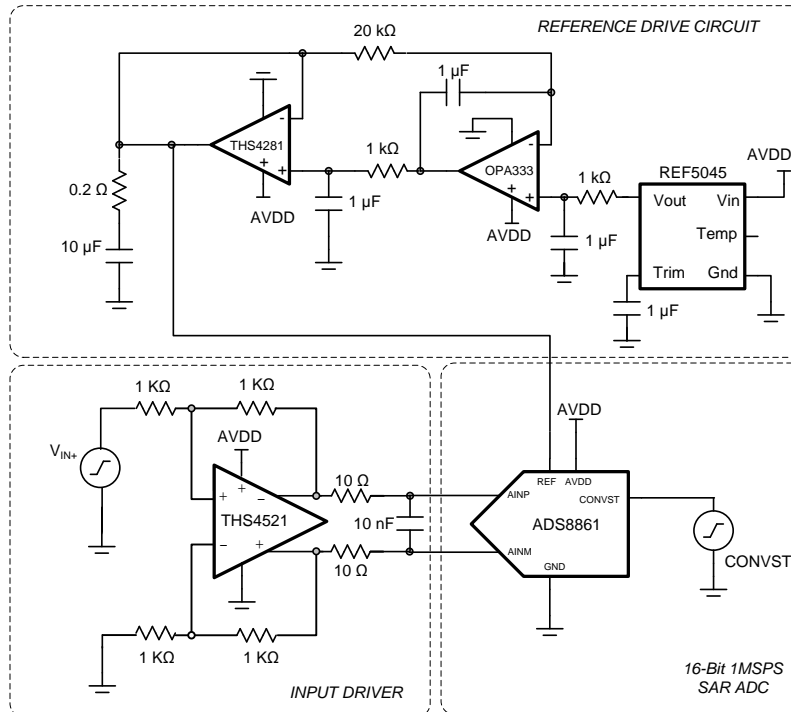 REFERENCE DRIVE CIRCUIT
20 kΩ
1 µF
-
THS4281
+
+
AVDD
1 kΩ
1 µF
-
OPA333
+
+
AVDD
1 kΩ
1 µF
REF5045
AVDD
Vout
Vin
Temp
Trim
Gnd
1 µF
0.2 Ω
10 µF
1 KΩ
1 KΩ
AVDD
VIN+
+
+
−
THS4521
−
+
10 Ω
10 nF
10 Ω
1 KΩ
1 KΩ
INPUT DRIVER
AVDD
REF
AVDD
CONVST
AINP
ADS8861
AINM
GND
CONVST
16-Bit 1MSPS
SAR ADC